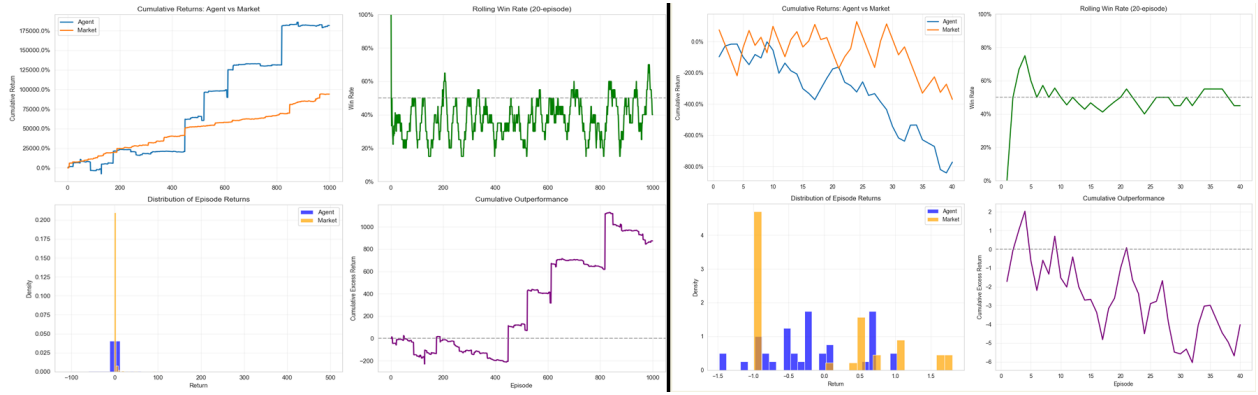 Cumulative Returns: Agent vs Market
Agent
Market
Cumulative Return
175000.0%
150000.0%
125000.0%
100000.0%
75000.0%
50000.0%
25000.0%
0.0%
0 200 400 600 800 1000
Rolling Win Rate (20-episode)
Win Rate
100%
80%
60%
40%
20%
0%
0 200 400 600 800 1000
Distribution of Episode Returns
Agent
Market
Density
0.200
0.175
0.150
0.125
0.100
0.075
0.050
0.025
0.000
−100 0 100 200 300 400 500
Return
Cumulative Outperformance
Cumulative Excess Return
1000
800
600
400
200
0
−200
0 200 400 600 800 1000
Episode
Cumulative Returns: Agent vs Market
Agent
Market
Cumulative Return
0.0%
-200.0%
-400.0%
-600.0%
-800.0%
0 5 10 15 20 25 30 35 40
Rolling Win Rate (20-episode)
Win Rate
100%
80%
60%
40%
20%
0%
0 5 10 15 20 25 30 35 40
Distribution of Episode Returns
Agent
Market
Density
5
4
3
2
1
0
−1.5 −1.0 −0.5 0.0 0.5 1.0 1.5
Return
Cumulative Outperformance
Cumulative Excess Return
2
1
0
−1
−2
−3
−4
−5
−6
0 5 10 15 20 25 30 35 40
Episode